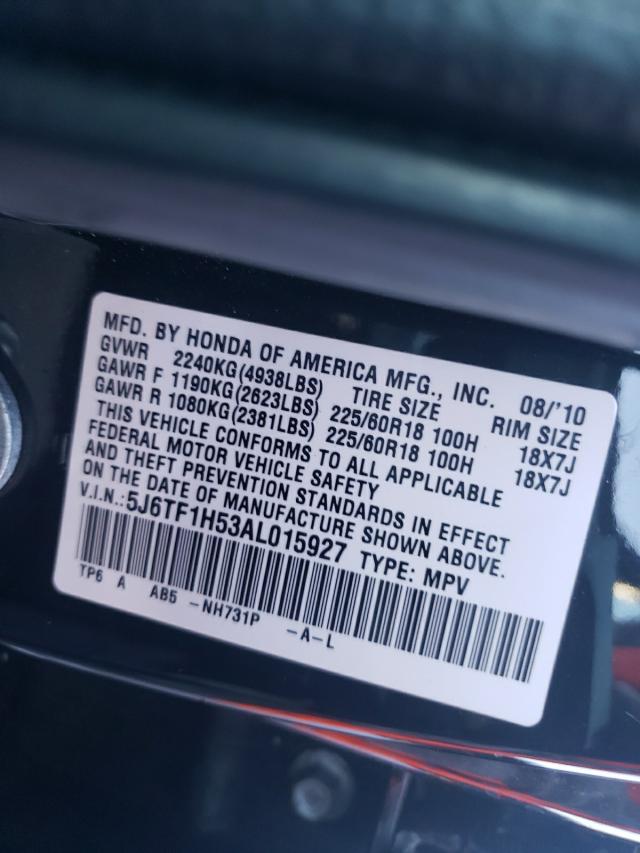 MFD. BY HONDA OF AMERICA MFG., INC. 08/'10
GVWR 2240KG(4938LBS) TIRE SIZE RIM SIZE
GAWR F 1190KG(2623LBS) 225/60R18 100H 18X7J
GAWR R 1080KG(2381LBS) 225/60R18 100H 18X7J
THIS VEHICLE CONFORMS TO ALL APPLICABLE
FEDERAL MOTOR VEHICLE SAFETY
AND THEFT PREVENTION STANDARDS IN EFFECT
ON THE DATE OF MANUFACTURE SHOWN ABOVE.
V.I.N.:5J6TF1H53AL015927 TYPE: MPV
TP6 A AB5 -NH731P -A-L